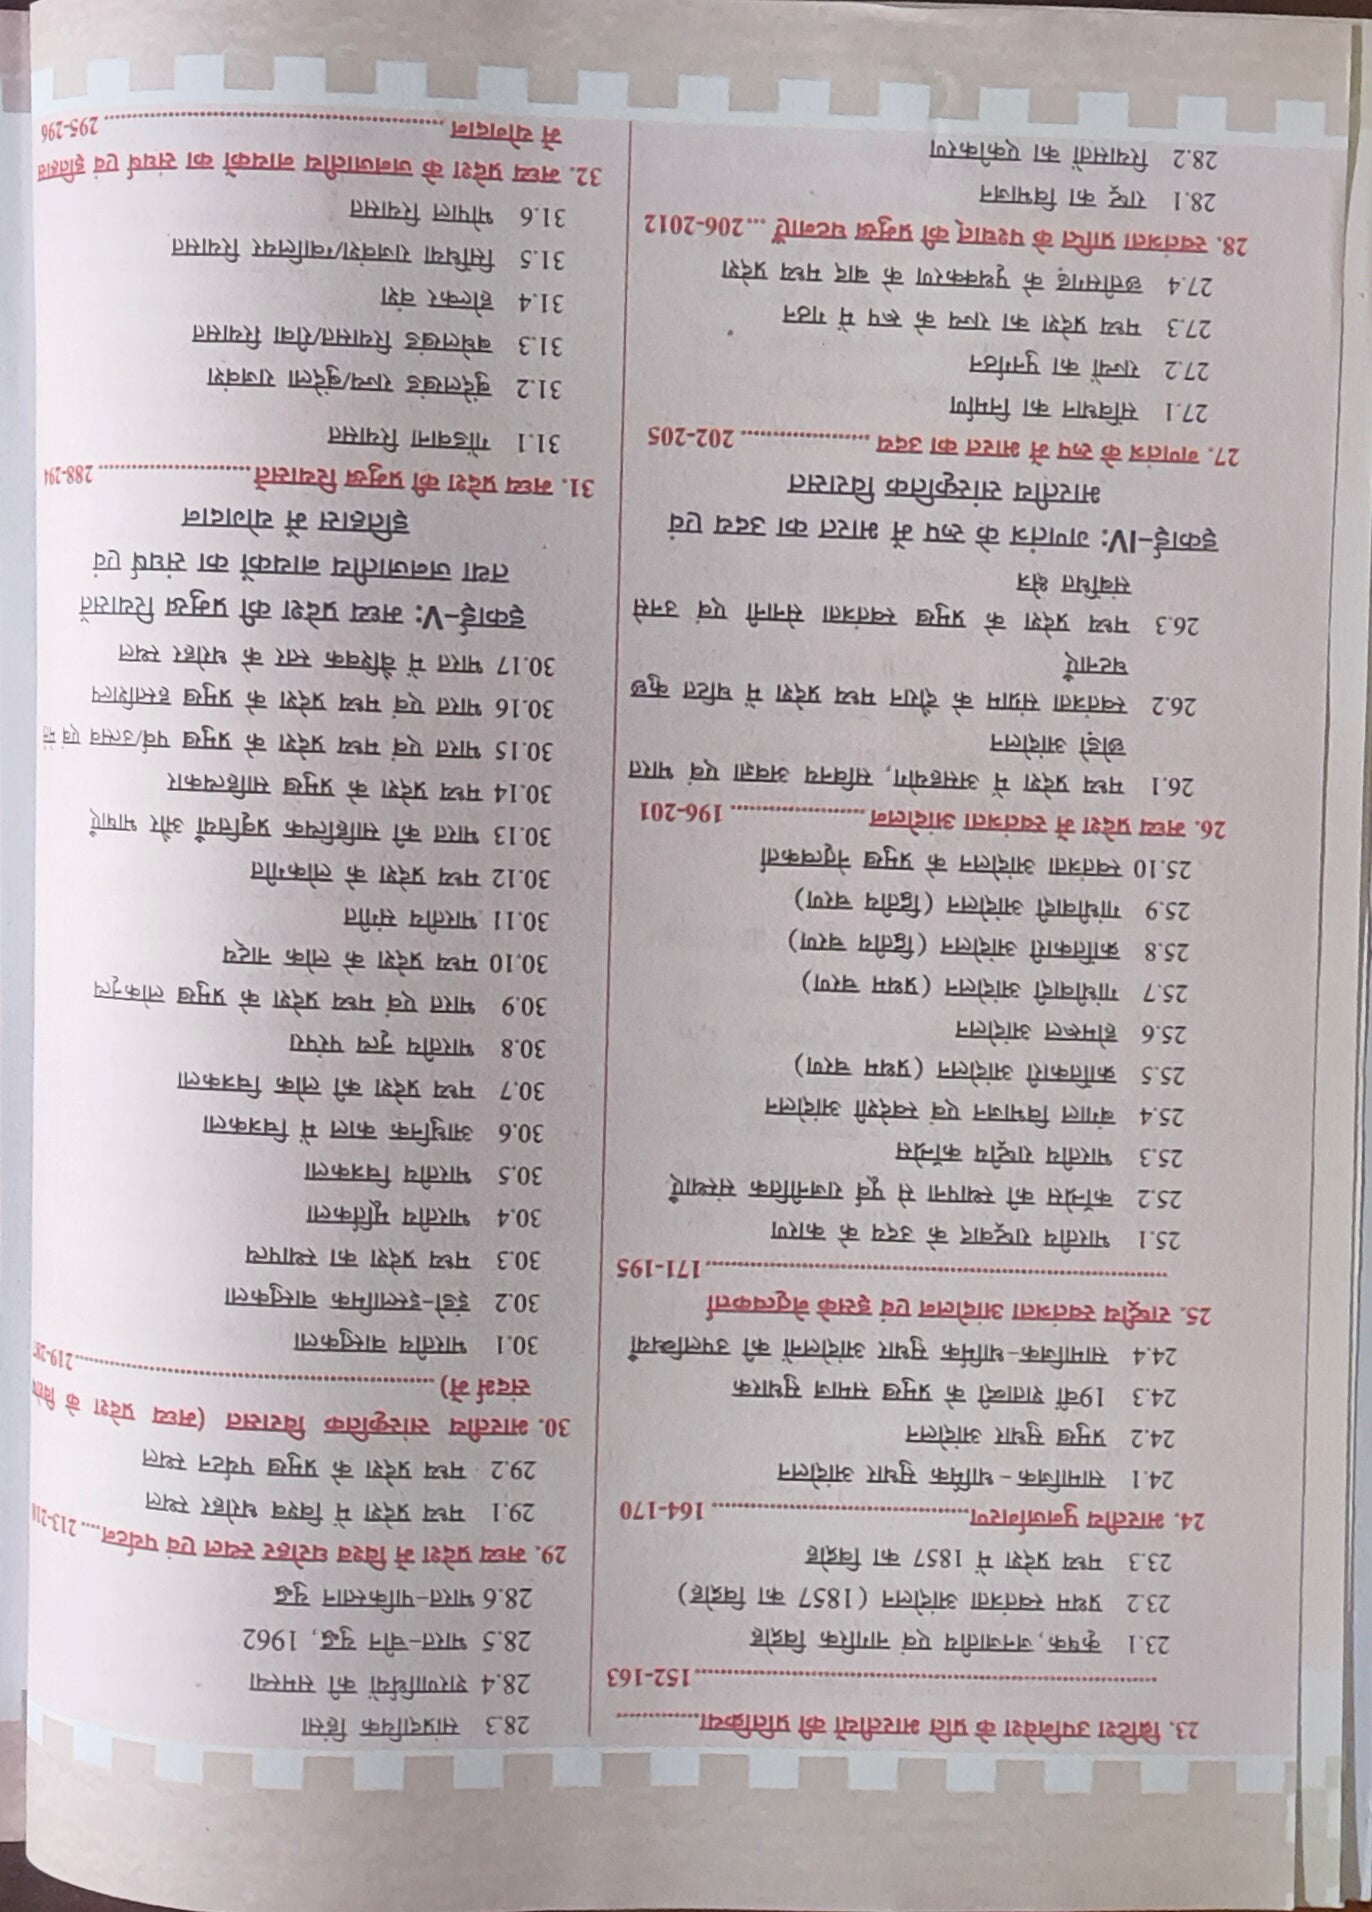 23. ब्रिटिश उपनिवेश के प्रति भारतीयों की प्रतिक्रिया.............
.......................................................................152-163
23.1 कृषक, जनजातीय एवं नागरिक विद्रोह
23.2 प्रथम स्वतंत्रता आंदोलन (1857 का विद्रोह)
23.3 मध्य प्रदेश में 1857 का विद्रोह
24. भारतीय पुनर्जागरण........................................ 164-170
24.1 सामाजिक-धार्मिक सुधार आंदोलन
24.2 प्रमुख सुधार आंदोलन
24.3 19वीं शताब्दी के प्रमुख समाज सुधारक
24.4 सामाजिक-धार्मिक सुधार आंदोलनों की उपलब्धियाँ
25. राष्ट्रीय स्वतंत्रता आंदोलन एवं इसके नेतृत्वकर्ता
.......................................................................171-195
25.1 भारतीय राष्ट्रवाद के उदय के कारण
25.2 कॉन्ग्रेस की स्थापना से पूर्व राजनीतिक संस्थाएँ
25.3 भारतीय राष्ट्रीय कॉन्ग्रेस
25.4 बंगाल विभाजन एवं स्वदेशी आंदोलन
25.5 क्रांतिकारी आंदोलन (प्रथम चरण)
25.6 होमरूल आंदोलन
25.7 गांधीवादी आंदोलन (प्रथम चरण)
25.8 क्रांतिकारी आंदोलन (द्वितीय चरण)
25.9 गांधीवादी आंदोलन (द्वितीय चरण)
25.10 स्वतंत्रता आंदोलन के प्रमुख नेतृत्वकर्ता
26. मध्य प्रदेश में स्वतंत्रता आंदोलन ..................... 196-201
26.1 मध्य प्रदेश में असहयोग, सविनय अवज्ञा एवं भारत
छोड़ो आंदोलन
26.2 स्वतंत्रता संग्राम के दौरान मध्य प्रदेश में घटित कुछ
घटनाएँ
26.3 मध्य प्रदेश के प्रमुख स्वतंत्रता सेनानी एवं उनसे
संबंधित क्षेत्र
इकाई-IV: गणतंत्र के रूप में भारत का उदय एवं
भारतीय सांस्कृतिक विरासत
27. गणतंत्र के रूप में भारत का उदय .................... 202-205
27.1 संविधान का निर्माण
27.2 राज्यों का पुनर्गठन
27.3 मध्य प्रदेश का राज्य के रूप में गठन
27.4 छत्तीसगढ़ के पृथक्करण के बाद मध्य प्रदेश
28. स्वतंत्रता प्राप्ति के पश्चात् की प्रमुख घटनाएँ ...206-2012
28.1 राष्ट्र का विभाजन
28.2 रियासतों का एकीकरण
28.3 सांप्रदायिक हिंसा
28.4 शरणार्थियों की समस्या
28.5 भारत-चीन युद्ध, 1962
28.6 भारत-पाकिस्तान युद्ध
29. मध्य प्रदेश में विश्व धरोहर स्थल एवं पर्यटन.... 213-218
29.1 मध्य प्रदेश में विश्व धरोहर स्थल
29.2 मध्य प्रदेश के प्रमुख पर्यटन स्थल
30. भारतीय सांस्कृतिक विरासत (मध्य प्रदेश के
संदर्भ में) ........................................................219-
30.1 भारतीय वास्तुकला
30.2 इंडो-इस्लामिक वास्तुकला
30.3 मध्य प्रदेश का स्थापत्य
30.4 भारतीय मूर्तिकला
30.5 भारतीय चित्रकला
30.6 आधुनिक काल में चित्रकला
30.7 मध्य प्रदेश की लोक चित्रकला
30.8 भारतीय नृत्य परंपरा
30.9 भारत एवं मध्य प्रदेश के प्रमुख लोकनृत्य
30.10 मध्य प्रदेश के लोक नाट्य
30.11 भारतीय संगीत
30.12 मध्य प्रदेश के लोकगीत
30.13 भारत की साहित्यिक प्रवृत्तियाँ और भाषाएँ
30.14 मध्य प्रदेश के प्रमुख साहित्यकार
30.15 भारत एवं मध्य प्रदेश के प्रमुख पर्व/उत्सव एवं
30.16 भारत एवं मध्य प्रदेश के प्रमुख हस्तशिल्प
30.17 भारत में वैश्विक स्तर के धरोहर स्थल
इकाई-V: मध्य प्रदेश की प्रमुख रियासतें
तथा जनजातीय नायकों का संघर्ष एवं
इतिहास में योगदान
31. मध्य प्रदेश की प्रमुख रियासतें........................ 288-294
31.1 गोंडवाना रियासत
31.2 बुंदेलखंड राज्य/बुंदेला राजवंश
31.3 बघेलखंड रियासत/रीवा रियासत
31.4 होल्कर वंश
31.5 सिंधिया राजवंश/ग्वालियर रियासत
31.6 भोपाल रियासत
32. मध्य प्रदेश के जनजातीय नायकों का संघर्ष एवं इतिहास
में योगदान ..................................................... 295-296